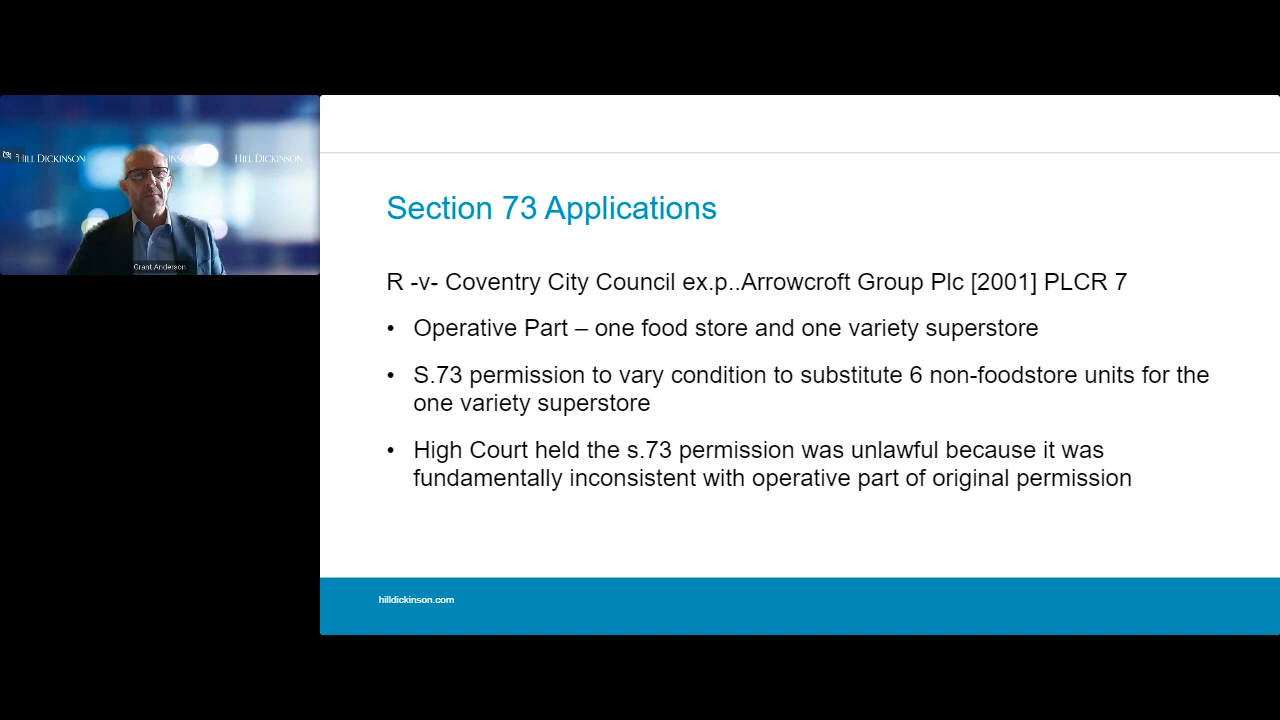 HILL DICKINSON
HILL DICKINSON
Grant Anderson
Section 73 Applications
R -v- Coventry City Council ex.p..Arrowcroft Group Plc [2001] PLCR 7
• Operative Part – one food store and one variety superstore
• S.73 permission to vary condition to substitute 6 non-foodstore units for the
one variety superstore
• High Court held the s.73 permission was unlawful because it was
fundamentally inconsistent with operative part of original permission
hilldickinson.com